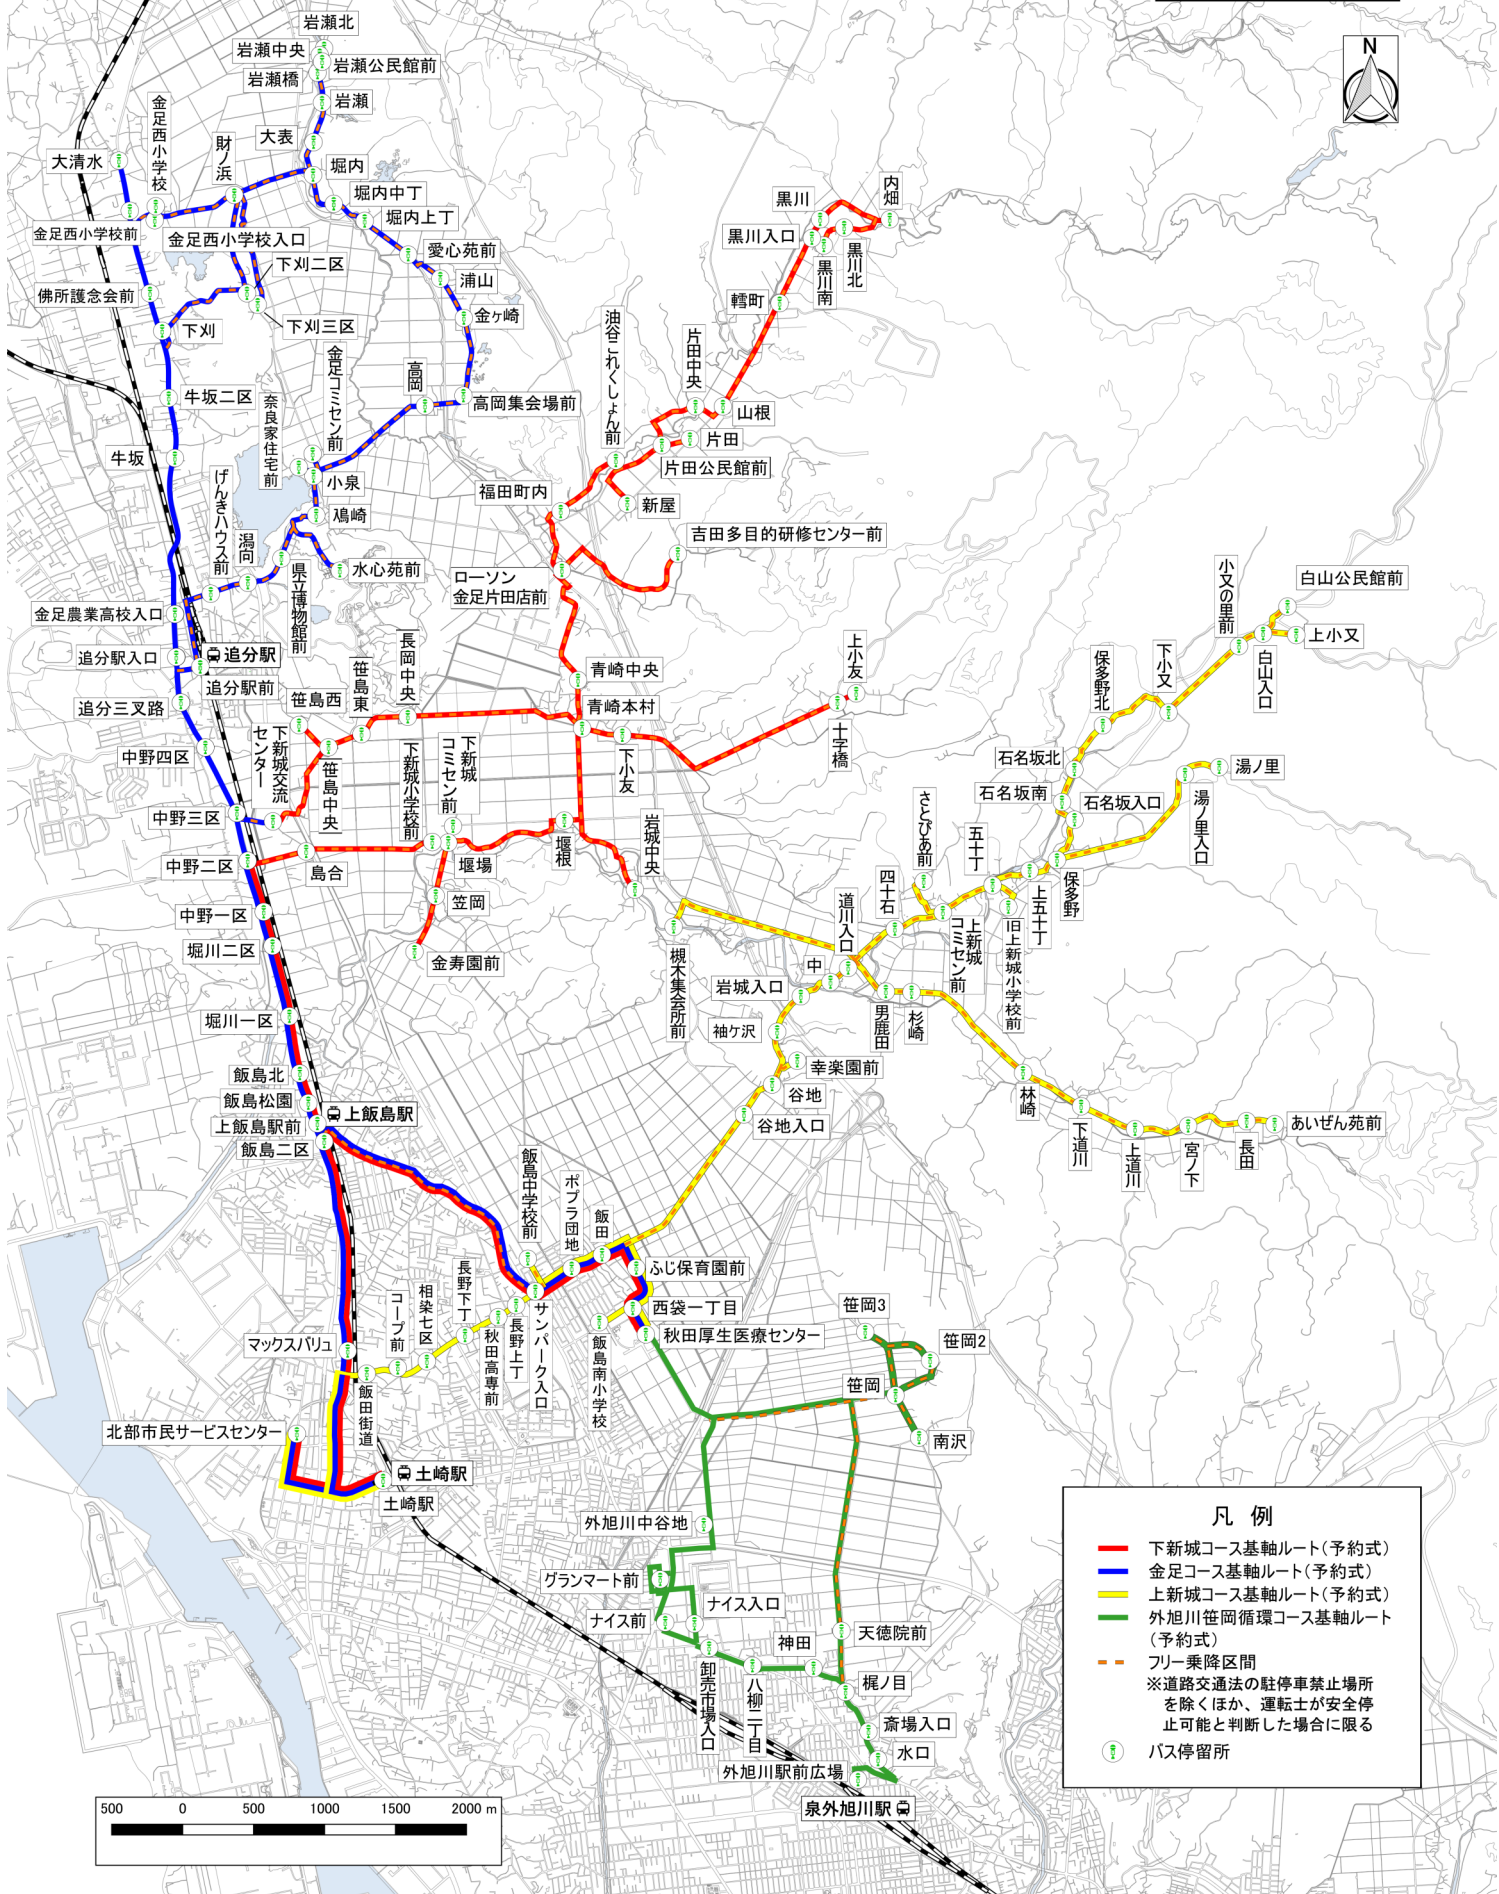 N
岩瀬北
岩瀬中央
岩瀬公民館前
岩瀬橋
岩瀬
大表
金足西小学校
財ノ浜
大清水
堀内
堀内中丁
堀内上丁
金足西小学校前
金足西小学校入口
愛心苑前
下刈二区
浦山
佛所護念会前
金ヶ崎
下刈
下刈三区
内畑
黒川
黒川入口
黒川北
黒川南
轌町
油谷これくしょん前
片田中央
高岡
金足コミセン前
牛坂二区
奈良家住宅前
高岡集会場前
山根
片田
片田公民館前
牛坂
小泉
げんきハウス前
福田町内
新屋
潟向
鳰崎
吉田多目的研修センター前
県立博物館前
水心苑前
ローソン
金足片田店前
小又の里前
白山公民館前
金足農業高校入口
上小又
追分駅入口
追分駅
長岡中央
上小友
保多野北
下小又
白山入口
追分駅前
笹島西
笹島東
青崎中央
追分三叉路
青崎本村
十字橋
中野四区
下新城交流
センター
下新城
コミセン前
下小友
石名坂北
湯ノ里
笹島中央
下新城小学校前
石名坂南
石名坂入口
湯ノ里入口
さとぴあ前
中野三区
岩城中央
五十丁
中野二区
島合
堰場
堰根
四十石
上五十丁
保多野
笠岡
道川入口
中野一区
上新城
コミセン前
旧上新城小学校前
堀川二区
金寿園前
槻木集会所前
中
岩城入口
男鹿田
杉崎
堀川一区
袖ケ沢
幸楽園前
飯島北
谷地
林崎
飯島松園
上飯島駅
上飯島駅前
谷地入口
下道川
上道川
宮ノ下
長田
あいぜん苑前
飯島二区
飯島中学校前
ポプラ団地
飯田
ふじ保育園前
長野下丁
相染七区
コープ前
西袋一丁目
笹岡3
マックスバリュ
秋田高専前
長野上丁
サンパーク入口
飯島南小学校
秋田厚生医療センター
笹岡2
笹岡
飯田街道
北部市民サービスセンター
南沢
土崎駅
土崎駅
外旭川中谷地
グランマート前
ナイス入口
ナイス前
神田
天徳院前
卸売市場入口
八柳二丁目
梶ノ目
斎場入口
水口
外旭川駅前広場
泉外旭川駅
凡 例
下新城コース基軸ルート(予約式)
金足コース基軸ルート(予約式)
上新城コース基軸ルート(予約式)
外旭川笹岡循環コース基軸ルート
(予約式)
フリー乗降区間
※道路交通法の駐停車禁止場所
を除くほか、運転士が安全停
止可能と判断した場合に限る
バス停留所
500 0 500 1000 1500 2000 m